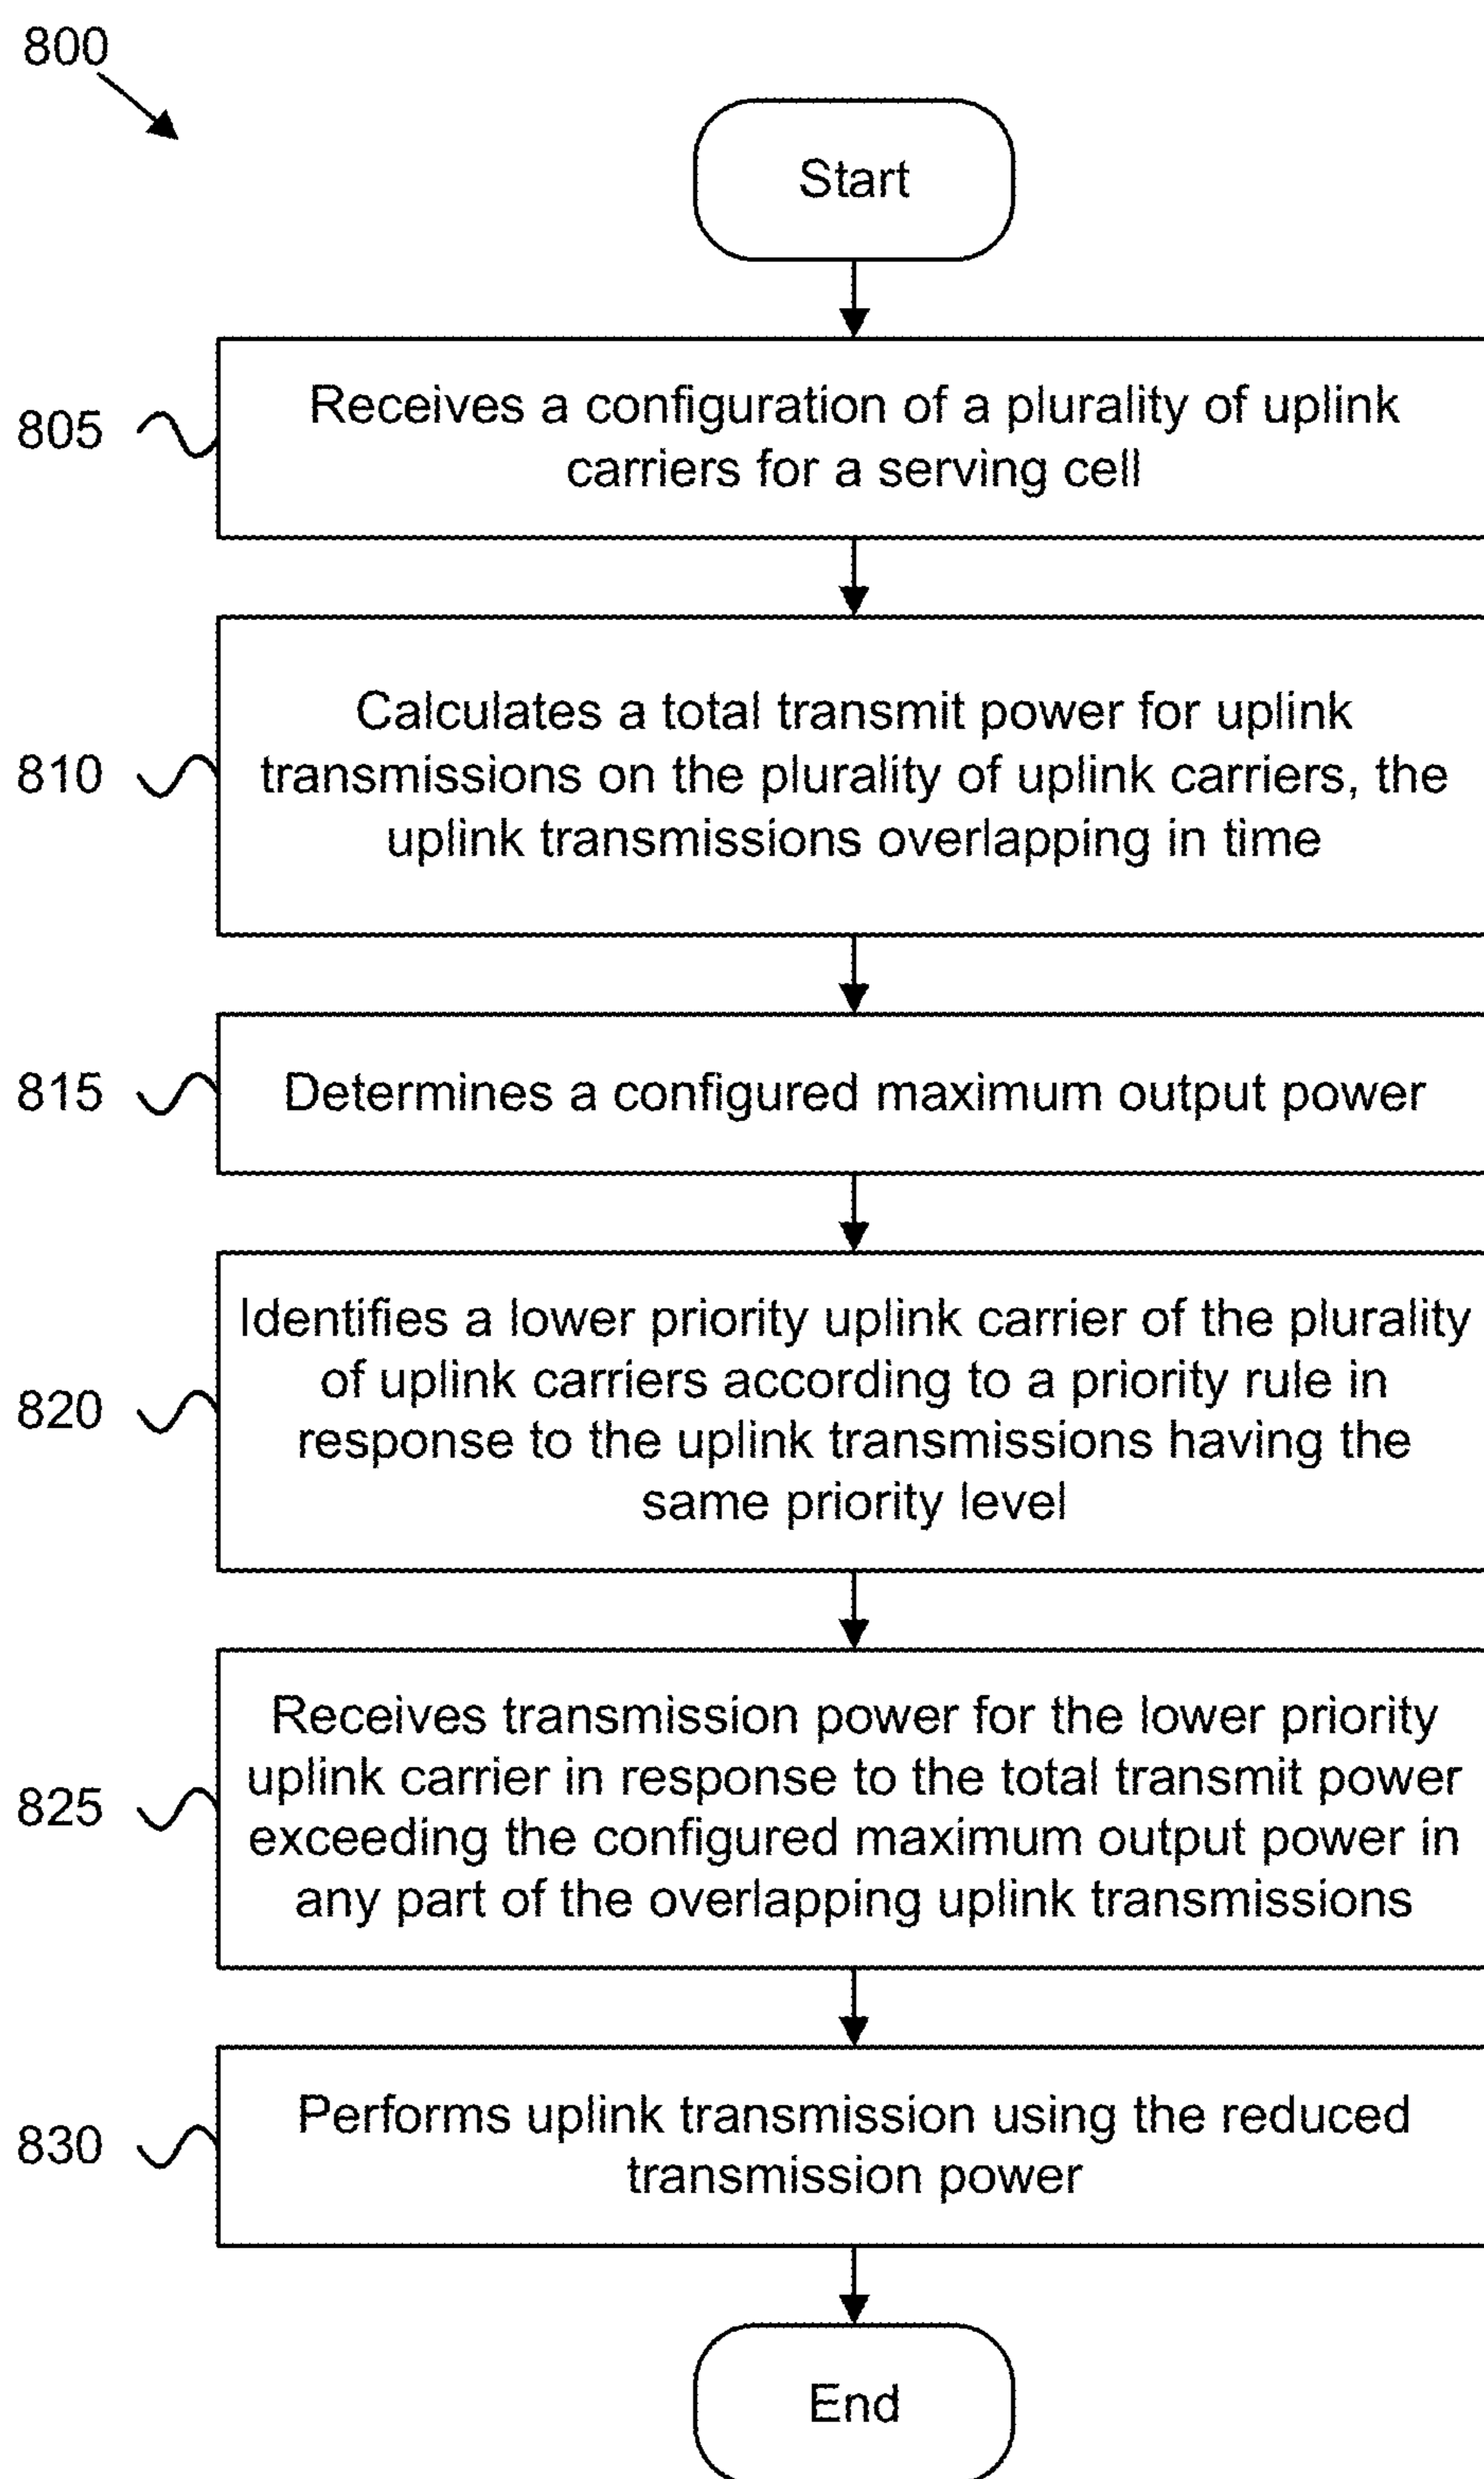 800
Start
805
Receives a configuration of a plurality of uplink
carriers for a serving cell
810
Calculates a total transmit power for uplink
transmissions on the plurality of uplink carriers, the
uplink transmissions overlapping in time
815
Determines a configured maximum output power
820
Identifies a lower priority uplink carrier of the plurality
of uplink carriers according to a priority rule in
response to the uplink transmissions having the
same priority level
825
Receives transmission power for the lower priority
uplink carrier in response to the total transmit power
exceeding the configured maximum output power in
any part of the overlapping uplink transmissions
830
Performs uplink transmission using the reduced
transmission power
End